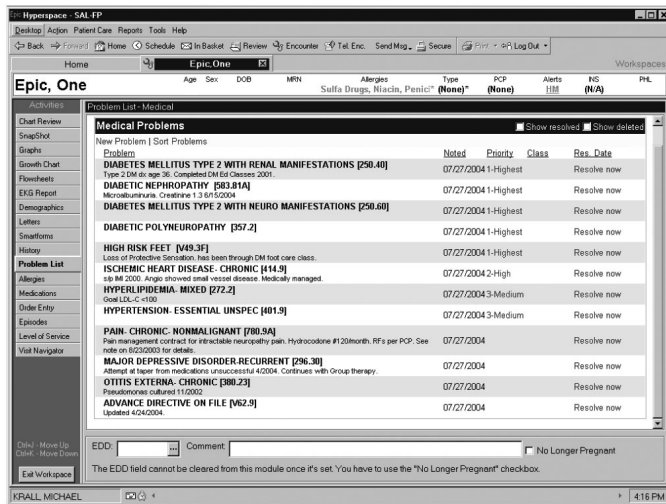 Epic Hyperspace - SAL-FP
Desktop Action Patient Care Reports Tools Help
Back Forward Home Schedule In Basket Review Encounter Tel. Enc. Send Msg. Secure Print Log Out
Home Epic,One Workspaces
Epic, One Age Sex DOB MRN Allergies Type PCP Alerts INS PHL
Sulfa Drugs, Niacin, Penici* (None)* (None) HM (N/A)
Activities
Chart Review
SnapShot
Graphs
Growth Chart
Flowsheets
EKG Report
Demographics
Letters
Smartforms
History
Problem List
Allergies
Medications
Order Entry
Episodes
Level of Service
Visit Navigator
Ctrl+J - Move Up
Ctrl+K - Move Down
Exit Workspace
Problem List - Medical
Medical Problems Show resolved Show deleted
New Problem | Sort Problems
Problem Noted Priority Class Res. Date
DIABETES MELLITUS TYPE 2 WITH RENAL MANIFESTATIONS [250.40] 07/27/2004 1-Highest Resolve now
Type 2 DM dx age 36. Completed DM Ed Classes 2001.
DIABETIC NEPHROPATHY [583.81A] 07/27/2004 1-Highest Resolve now
Microalbuminuria. Creatinine 1.3 6/15/2004
DIABETES MELLITUS TYPE 2 WITH NEURO MANIFESTATIONS [250.60] 07/27/2004 1-Highest Resolve now
DIABETIC POLYNEUROPATHY [357.2] 07/27/2004 1-Highest Resolve now
HIGH RISK FEET [V49.3F] 07/27/2004 1-Highest Resolve now
Loss of Protective Sensation. has been through DM foot care class.
ISCHEMIC HEART DISEASE- CHRONIC [414.9] 07/27/2004 2-High Resolve now
s/p IMI 2000. Angio showed small vessel disease. Medically managed.
HYPERLIPIDEMIA- MIXED [272.2] 07/27/2004 3-Medium Resolve now
Goal LDL-C <100
HYPERTENSION- ESSENTIAL UNSPEC [401.9] 07/27/2004 3-Medium Resolve now
PAIN- CHRONIC- NONMALIGNANT [780.9A] 07/27/2004 Resolve now
Pain management contract for intractable neuropathy pain. Hydrocodone #120/month. RFs per PCP. See
note on 8/23/2003 for details.
MAJOR DEPRESSIVE DISORDER-RECURRENT [296.30] 07/27/2004 Resolve now
Attempt at taper from medications unsuccessful 4/2004. Continues with Group therapy.
OTITIS EXTERNA- CHRONIC [380.23] 07/27/2004 Resolve now
Pseudomonas cultured 11/2002
ADVANCE DIRECTIVE ON FILE [V62.9] 07/27/2004 Resolve now
Updated 4/24/2004.
EDD: ... Comment: No Longer Pregnant
The EDD field cannot be cleared from this module once it's set. You have to use the "No Longer Pregnant" checkbox.
KRALL, MICHAEL 4:16 PM